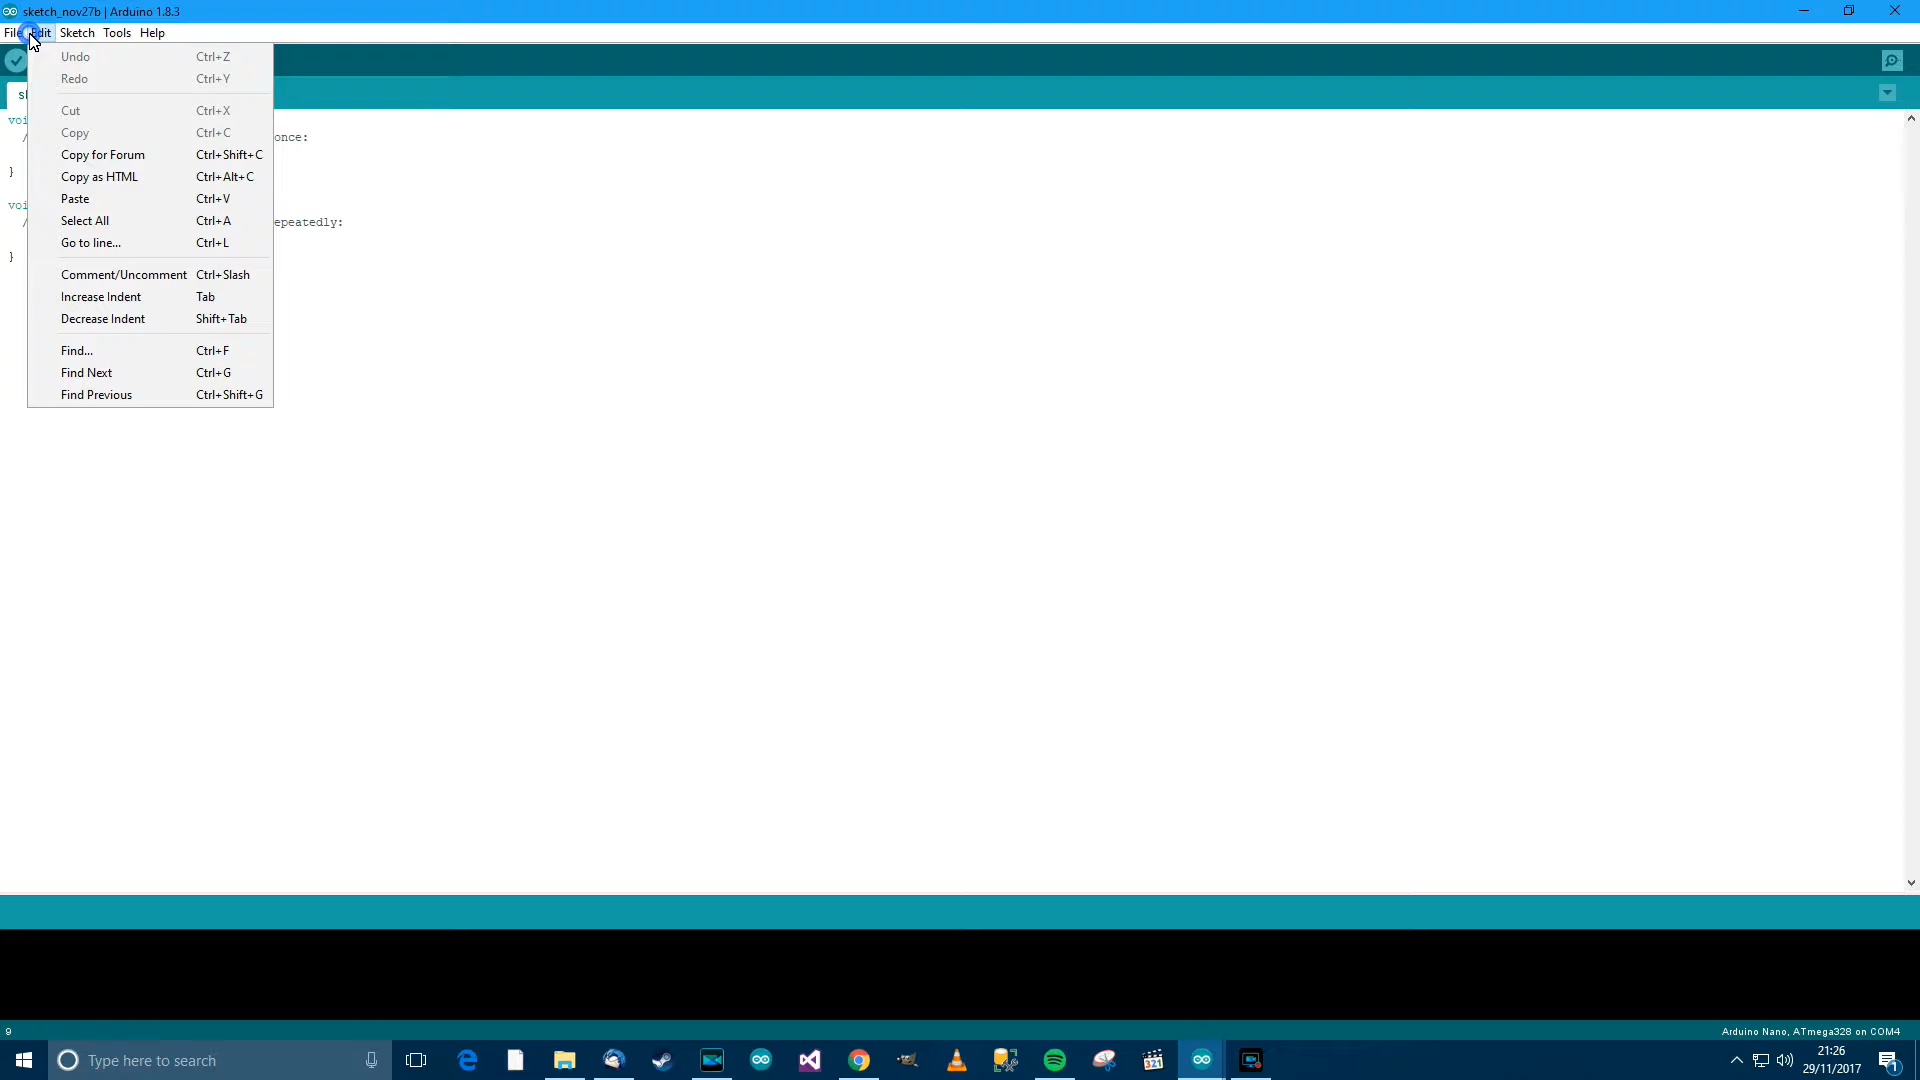 sketch_nov27b | Arduino 1.8.3
File Edit Sketch Tools Help
Undo Ctrl+Z
Redo Ctrl+Y
Cut Ctrl+X
Copy Ctrl+C
Copy for Forum Ctrl+Shift+C
Copy as HTML Ctrl+Alt+C
Paste Ctrl+V
Select All Ctrl+A
Go to line... Ctrl+L
Comment/Uncomment Ctrl+Slash
Increase Indent Tab
Decrease Indent Shift+Tab
Find... Ctrl+F
Find Next Ctrl+G
Find Previous Ctrl+Shift+G
voi
/ once:
}
voi
/ epeatedly:
}
9
Arduino Nano, ATmega328 on COM4
Type here to search
321
21:26
29/11/2017
1